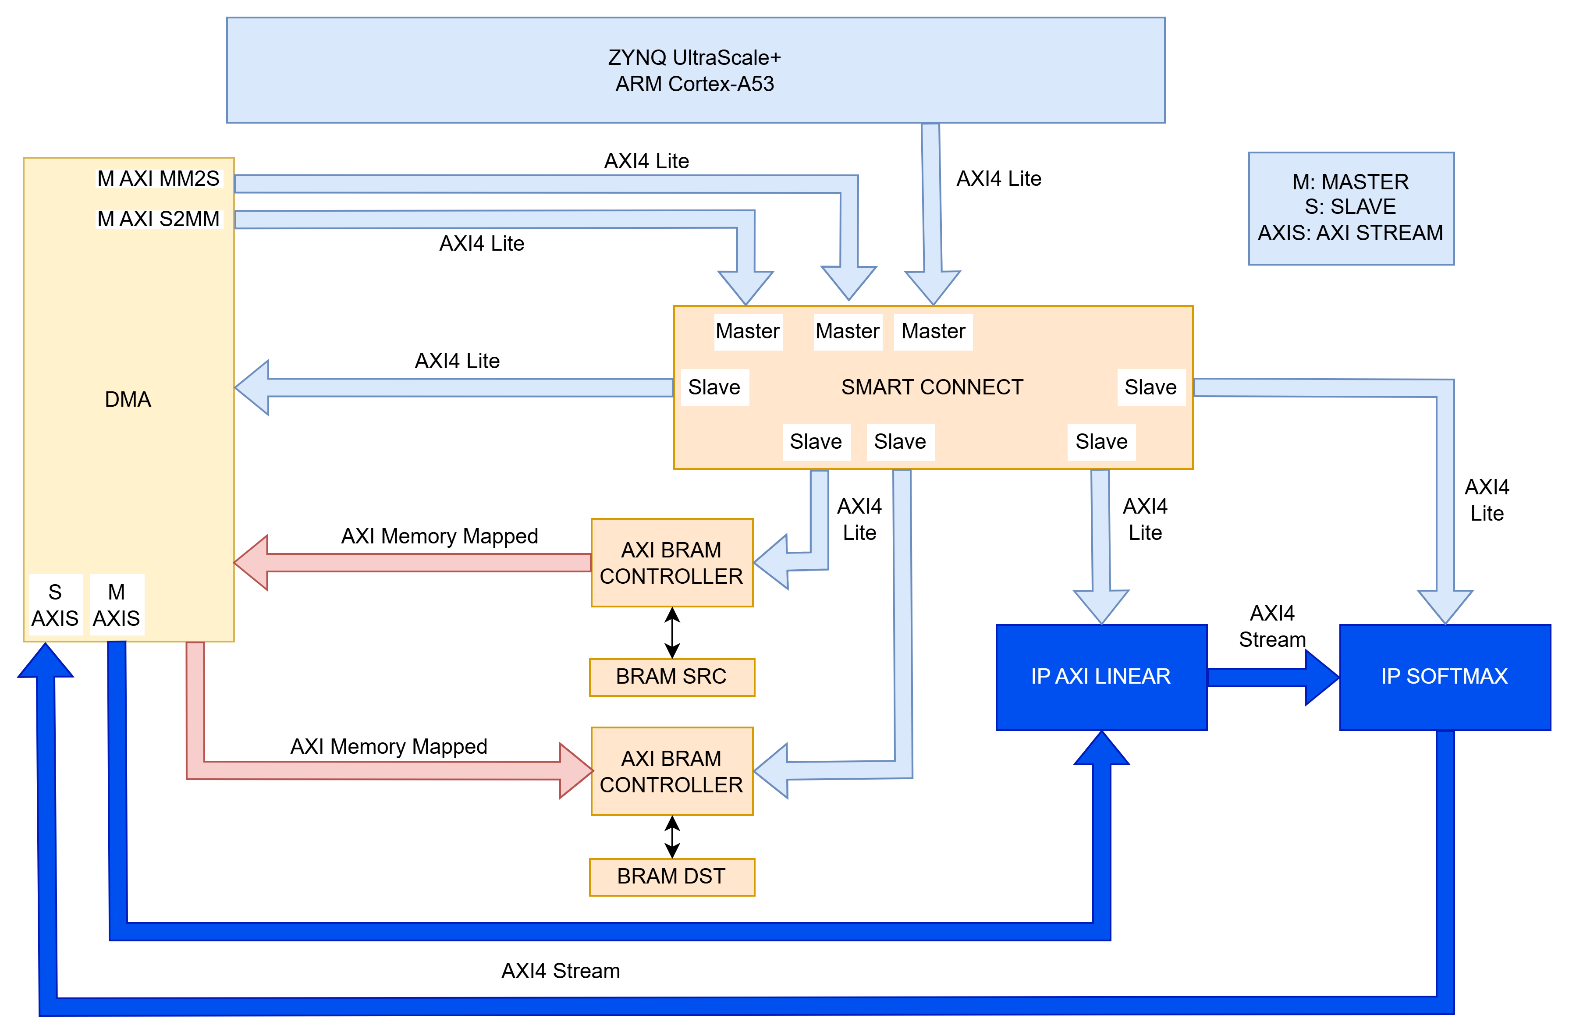 ZYNQ UltraScale+
ARM Cortex-A53
M AXI MM2S
M AXI S2MM
AXI4 Lite
AXI4 Lite
AXI4 Lite
M: MASTER
S: SLAVE
AXIS: AXI STREAM
Master
Master
Master
AXI4 Lite
Slave
SMART CONNECT
Slave
DMA
Slave
Slave
Slave
AXI4
Lite
AXI4
Lite
AXI4
Lite
AXI Memory Mapped
AXI BRAM
CONTROLLER
S
AXIS
M
AXIS
AXI4
Stream
BRAM SRC
IP AXI LINEAR
IP SOFTMAX
AXI Memory Mapped
AXI BRAM
CONTROLLER
BRAM DST
AXI4 Stream